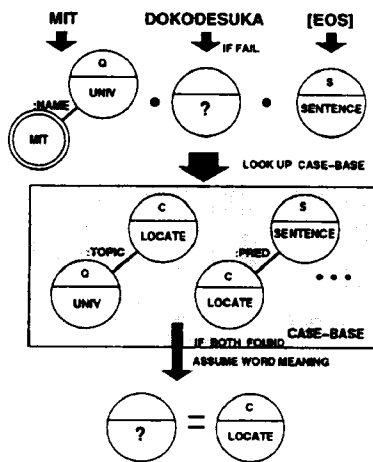 MIT DOKODESUKA [EOS]
IF FAIL
Q
UNIV
:NAME
MIT
?
S
SENTENCE
LOOK UP CASE-BASE
C
LOCATE
:TOPIC
Q
UNIV
S
SENTENCE
:PRED
C
LOCATE
CASE-BASE
IF BOTH FOUND
ASSUME WORD MEANING
?
=
C
LOCATE